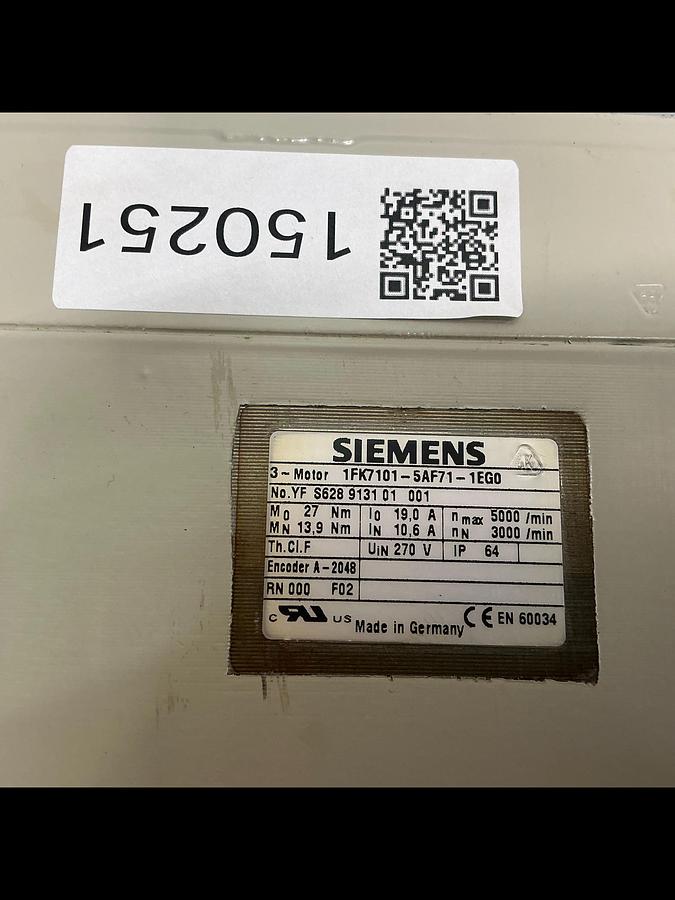 150251
SIEMENS
3~Motor 1FK7101-5AF71-1EG0
No.YF S628 9131 01 001
M0 27 Nm I0 19,0 A nmax 5000 /min
MN 13,9 Nm IN 10,6 A nN 3000 /min
Th.Cl.F UIN 270 V IP 64
Encoder A-2048
RN 000 F02
c RU US Made in Germany CE EN 60034